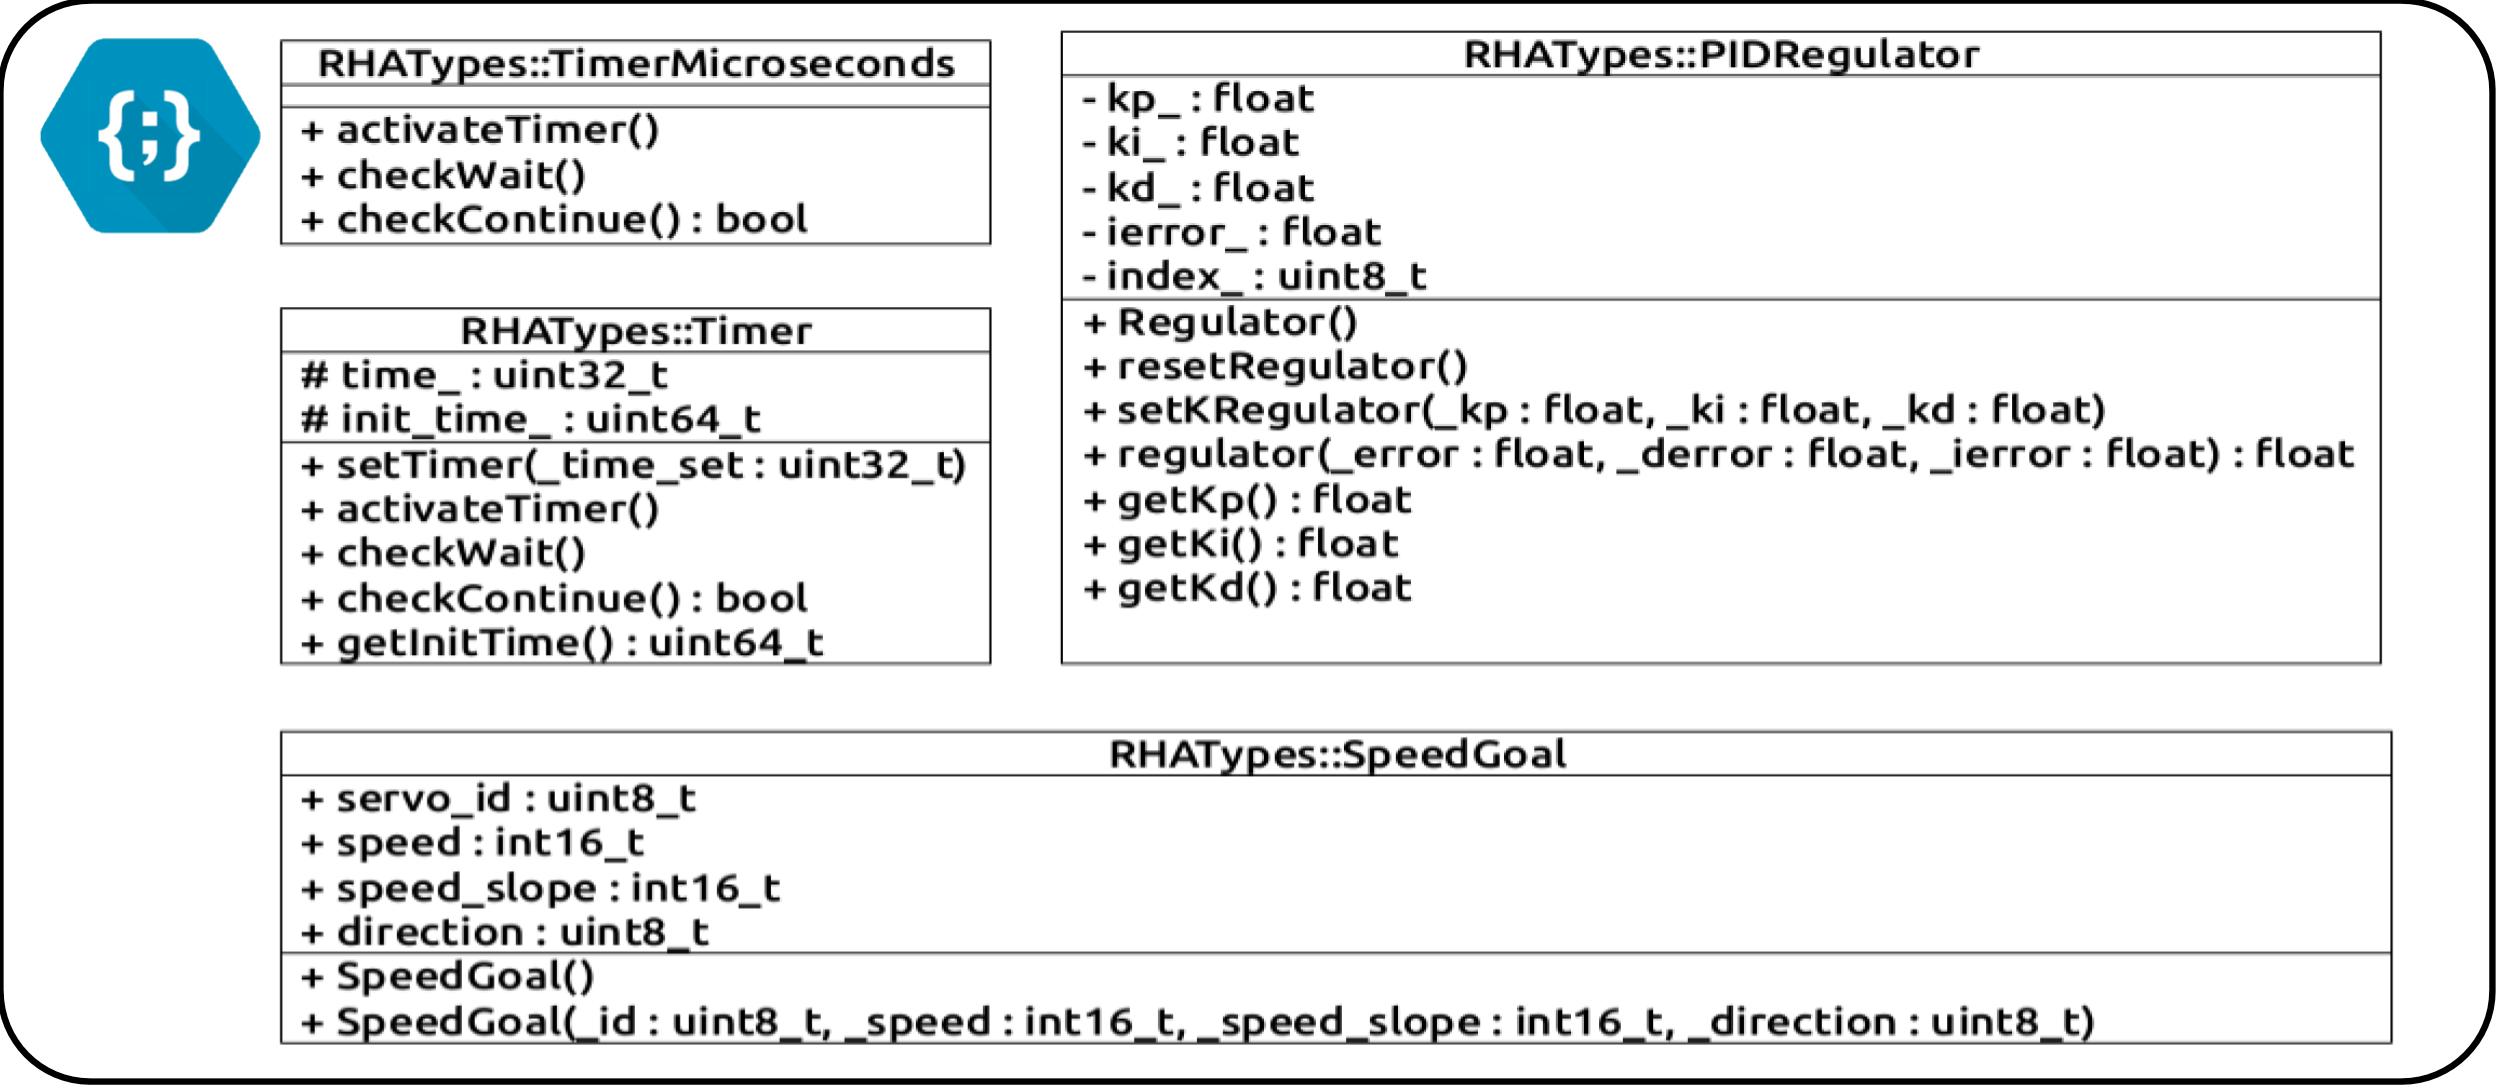 {;}
RHATypes::TimerMicroseconds
+ activateTimer()
+ checkWait()
+ checkContinue() : bool
RHATypes::Timer
# time_ : uint32_t
# init_time_ : uint64_t
+ setTimer(_time_set : uint32_t)
+ activateTimer()
+ checkWait()
+ checkContinue() : bool
+ getInitTime() : uint64_t
RHATypes::PIDRegulator
- kp_ : float
- ki_ : float
- kd_ : float
- ierror_ : float
- index_ : uint8_t
+ Regulator()
+ resetRegulator()
+ setKRegulator(_kp : float, _ki : float, _kd : float)
+ regulator(_error : float, _derror : float, _ierror : float) : float
+ getKp() : float
+ getKi() : float
+ getKd() : float
RHATypes::SpeedGoal
+ servo_id : uint8_t
+ speed : int16_t
+ speed_slope : int16_t
+ direction : uint8_t
+ SpeedGoal()
+ SpeedGoal(_id : uint8_t, _speed : int16_t, _speed_slope : int16_t, _direction : uint8_t)